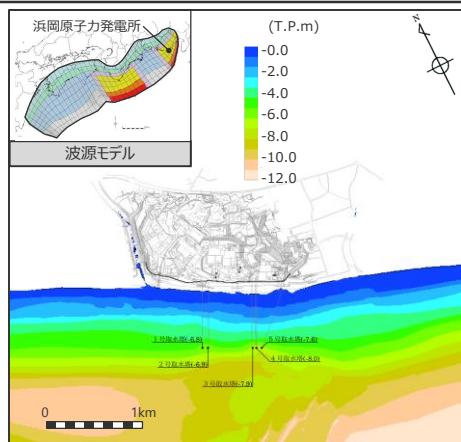 浜岡原子力発電所
波源モデル
(T.P.m)
-0.0
-2.0
-4.0
-6.0
-8.0
-10.0
-12.0
N
1号取水塔(-6.8)
5号取水塔(-7.6)
2号取水塔(-6.9)
4号取水塔(-8.0)
3号取水塔(-7.9)
0 1km